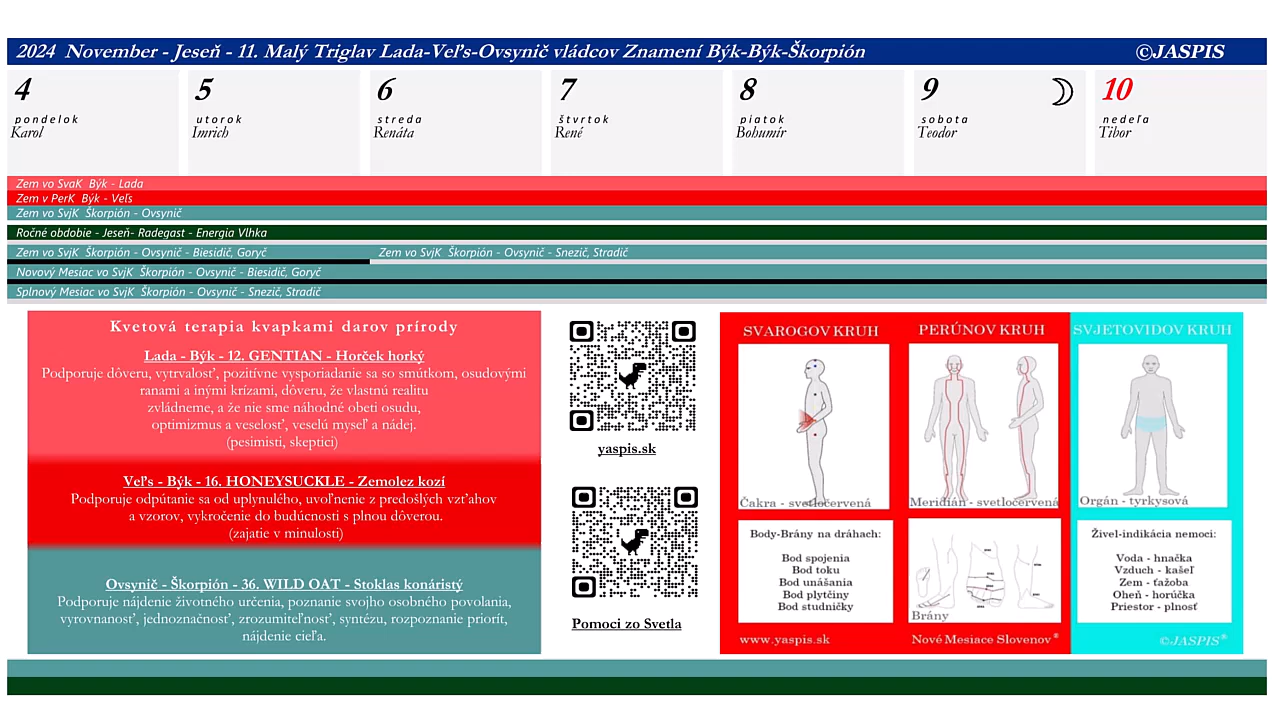 2024 November - Jeseň - 11. Malý Triglav Lada-Veľs-Ovsynič vládcov Znamení Býk-Býk-Škorpión
©JASPIS
4
pondelok
Karol
5
utorok
Imrich
6
streda
Renáta
7
štvrtok
René
8
piatok
Bohumír
9
sobota
Teodor
10
nedeľa
Tibor
Zem vo SvaK Býk - Lada
Zem v PerK Býk - Veľs
Zem vo SvjK Škorpión - Ovsynič
Ročné obdobie - Jeseň- Radegast - Energia Vlhka
Zem vo SvjK Škorpión - Ovsynič - Biesidič, Goryč
Zem vo SvjK Škorpión - Ovsynič - Snezič, Stradič
Novový Mesiac vo SvjK Škorpión - Ovsynič - Biesidič, Goryč
Splnový Mesiac vo SvjK Škorpión - Ovsynič - Snezič, Stradič
Kvetová terapia kvapkami darov prírody
Lada - Býk - 12. GENTIAN - Horček horký
Podporuje dôveru, vytrvalosť, pozitívne vysporiadanie sa so smútkom, osudovými
ranami a inými krízami, dôveru, že vlastnú realitu
zvládneme, a že nie sme náhodné obeti osudu,
optimizmus a veselosť, veselú myseľ a nádej.
(pesimisti, skeptici)
Veľs - Býk - 16. HONEYSUCKLE - Zemolez kozí
Podporuje odpútanie sa od uplynulého, uvoľnenie z predošlých vzťahov
a vzorov, vykročenie do budúcnosti s plnou dôverou.
(zajatie v minulosti)
Ovsynič - Škorpión - 36. WILD OAT - Stoklas konáristý
Podporuje nájdenie životného určenia, poznanie svojho osobného povolania,
vyrovnanosť, jednoznačnosť, zrozumiteľnosť, syntézu, rozpoznanie priorít,
nájdenie cieľa.
yaspis.sk
Pomoci zo Svetla
SVAROGOV KRUH
Čakra - svetločervená
Body-Brány na dráhach:
Bod spojenia
Bod toku
Bod unášania
Bod plytčiny
Bod studničky
www.yaspis.sk
PERÚNOV KRUH
Meridián - svetločervená
Brány
Nové Mesiace Slovenov ®
SVJETOVIDOV KRUH
Orgán - tyrkysová
Živel-indikácia nemoci:
Voda - hnačka
Vzduch - kašeľ
Zem - ťažoba
Oheň - horúčka
Priestor - plnosť
©JASPIS®